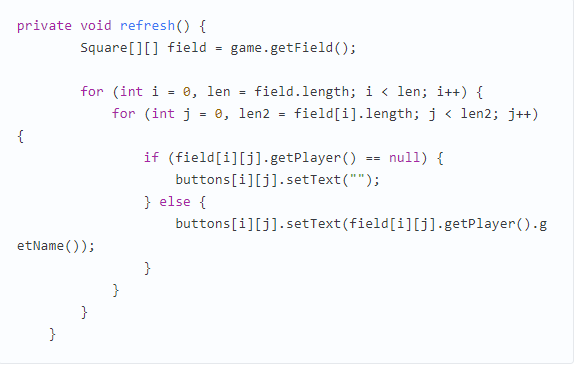 private void refresh() {
        Square[][] field = game.getField();

        for (int i = 0, len = field.length; i < len; i++) {
            for (int j = 0, len2 = field[i].length; j < len2; j++)
{
                if (field[i][j].getPlayer() == null) {
                    buttons[i][j].setText("");
                } else {
                    buttons[i][j].setText(field[i][j].getPlayer().g
etName());
                }
            }
        }
    }